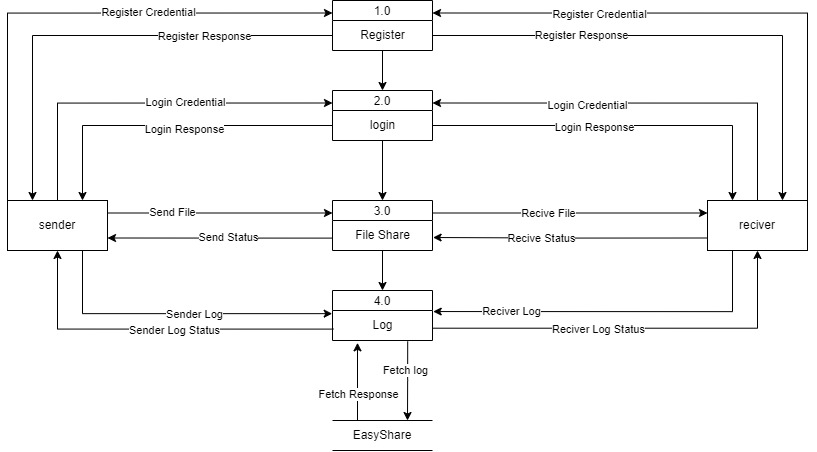 Register Credential
1.0
Register Credential
Register Response
Register
Register Response
Login Credential
2.0
Login Credential
Login Response
login
Login Response
Send File
3.0
Recive File
sender
reciver
Send Status
File Share
Recive Status
4.0
Sender Log
Reciver Log
Sender Log Status
Log
Reciver Log Status
Fetch log
Fetch Response
EasyShare